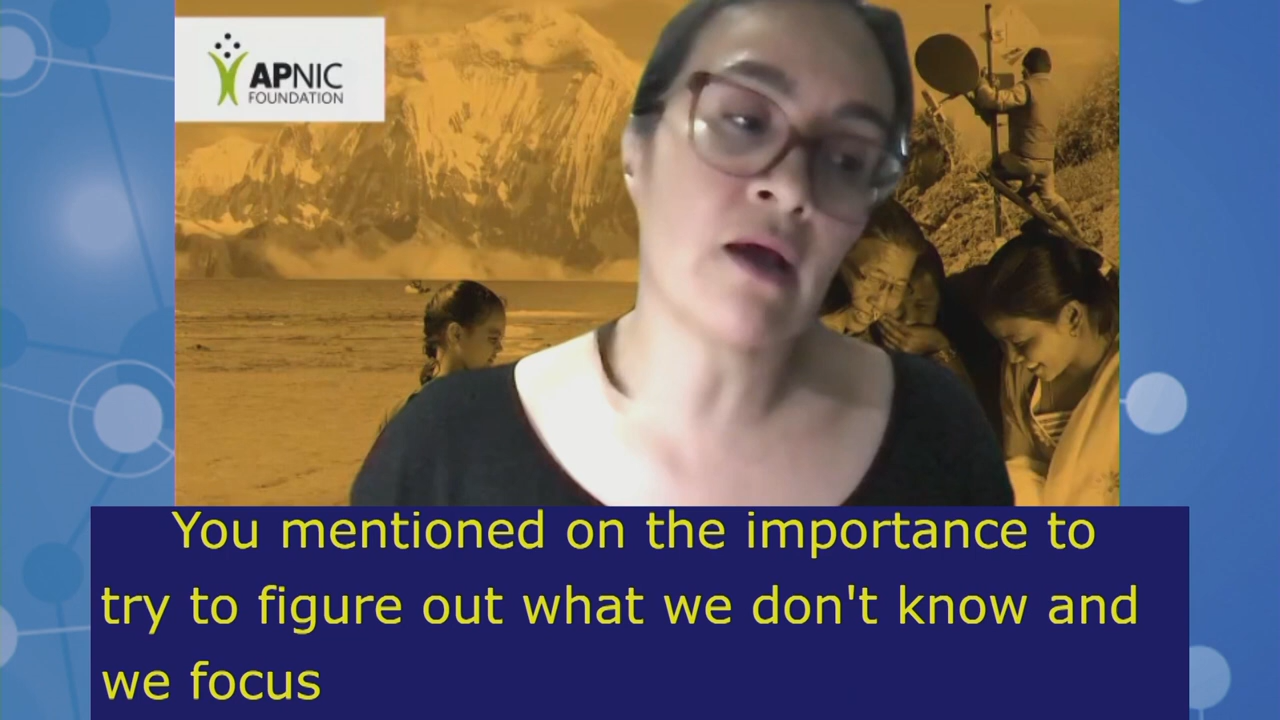 APNIC
FOUNDATION
You mentioned on the importance to
try to figure out what we don't know and
we focus